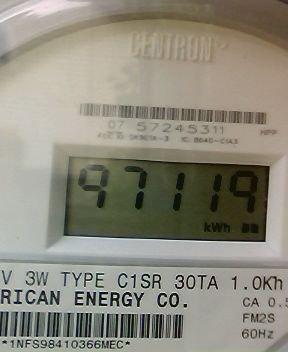 CENTRON
07 57245311
HPP
97119
kWh
V 3W TYPE C1SR 30TA 1.0Kh
RICAN ENERGY CO.
CA 0.5
FM2S
60Hz
*1NFS98410366MEC*